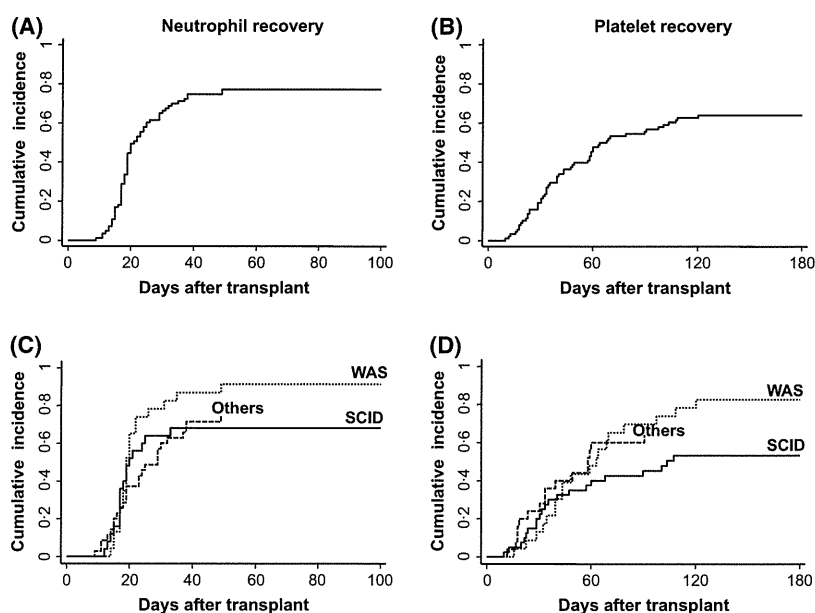 (A) Neutrophil recovery
Cumulative incidence
1
0·8
0·6
0·4
0·2
0
0 20 40 60 80 100
Days after transplant
(B) Platelet recovery
Cumulative incidence
1
0·8
0·6
0·4
0·2
0
0 60 120 180
Days after transplant
(C)
Cumulative incidence
1
0·8
0·6
0·4
0·2
0
WAS
Others
SCID
0 20 40 60 80 100
Days after transplant
(D)
Cumulative incidence
1
0·8
0·6
0·4
0·2
0
WAS
Others
SCID
0 60 120 180
Days after transplant